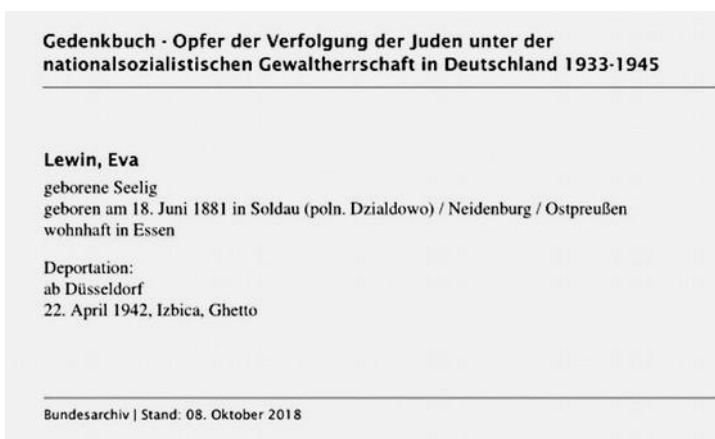 Gedenkbuch - Opfer der Verfolgung der Juden unter der
nationalsozialistischen Gewaltherrschaft in Deutschland 1933-1945
Lewin, Eva
geborene Seelig
geboren am 18. Juni 1881 in Soldau (poln. Dzialdowo) / Neidenburg / Ostpreußen
wohnhaft in Essen
Deportation:
ab Düsseldorf
22. April 1942, Izbica, Ghetto
Bundesarchiv | Stand: 08. Oktober 2018